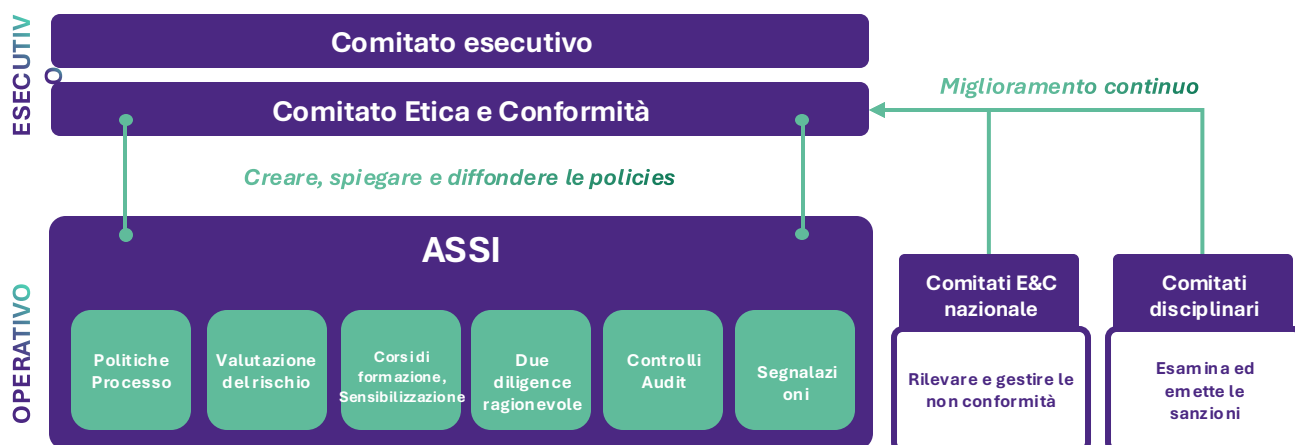 ESECUTIVO
Comitato esecutivo
Comitato Etica e Conformità
Miglioramento continuo
Creare, spiegare e diffondere le policies
OPERATIVO
ASSI
Politiche
Processo
Valutazione
del rischio
Corsi di
formazione,
Sensibilizzazione
Due
diligence
ragionevole
Controlli
Audit
Segnalazi
oni
Comitati E&C
nazionale
Rilevare e gestire le
non conformità
Comitati
disciplinari
Esamina ed
emette le
sanzioni